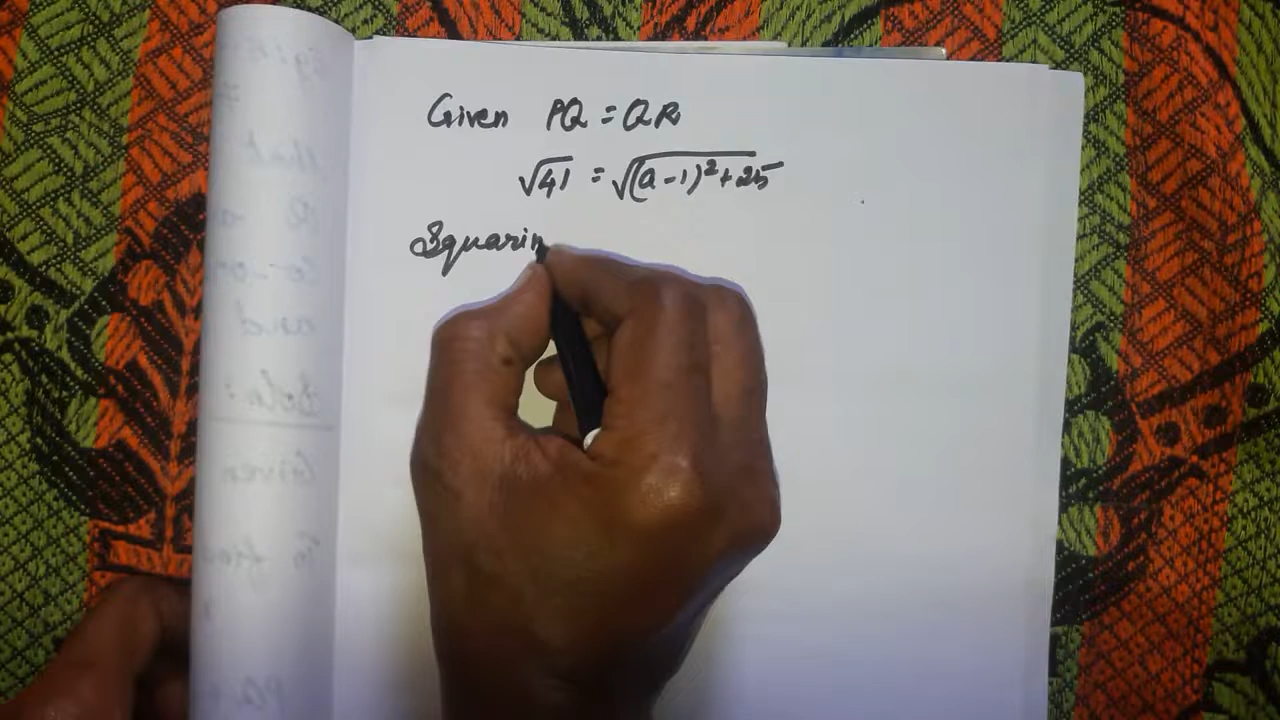 Given PQ = QR
√41 = √(a-1)²+25
Squarin